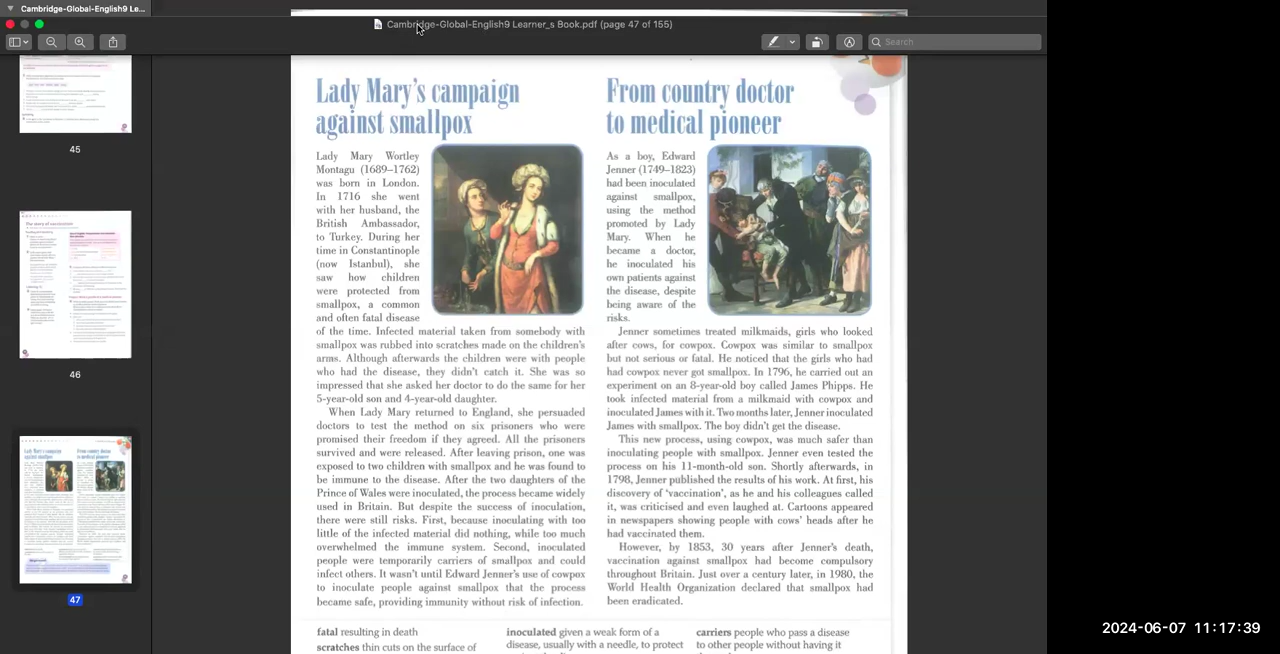 Cambridge-Global-English9 Le...
Cambridge-Global-English9 Learner_s Book.pdf (page 47 of 155)
Search
45
46
47
Lady Mary's campaign
against smallpox
Lady Mary Wortley
Montagu (1689–1762)
was born in London.
In 1716 she went
with her husband, the
British Ambassador,
to Turkey. During her
time in Constantinople
(now Istanbul), she
saw how children
were protected from
smallpox, a common
and often fatal disease
of the time. Infected material taken from somebody with
smallpox was rubbed into scratches made on the children's
arms. Although afterwards the children were with people
who had the disease, they didn't catch it. She was so
impressed that she asked her doctor to do the same for her
5-year-old son and 4-year-old daughter.
When Lady Mary returned to England, she persuaded
doctors to test the method on six prisoners who were
promised their freedom if they agreed. All the prisoners
survived and were released. After leaving prison, one was
exposed to two children with smallpox and he was found to
be immune to the disease. After the two daughters of the
Prince of Wales were inoculated, the process became widely
used in Britain. But despite the success of inoculation,
there were still risks. First, because inoculating with too
little of the infected material did nothing, while too much
overwhelmed the immune system. Second, inoculated
people were temporarily carriers of smallpox and could
infect others. It wasn't until Edward Jenner's use of cowpox
to inoculate people against smallpox that the process
became safe, providing immunity without risk of infection.
From country doctor
to medical pioneer
As a boy, Edward
Jenner (1749–1823)
had been inoculated
against smallpox,
using the method
promoted by Lady
Mary. When he
became a doctor,
he inoculated his
own patients against
the disease, despite
being aware of the
risks.
Jenner sometimes treated milkmaids, girls who looked
after cows, for cowpox. Cowpox was similar to smallpox
but not serious or fatal. He noticed that the girls who had
had cowpox never got smallpox. In 1796, he carried out an
experiment on an 8-year-old boy called James Phipps. He
took infected material from a milkmaid with cowpox and
inoculated James with it. Two months later, Jenner inoculated
James with smallpox. The boy didn't get the disease.
This new process, using cowpox, was much safer than
inoculating people with smallpox. Jenner even tested the
process on his 11-month-old son. Shortly afterwards, in
1798, Jenner published the results of his work. At first, his
discovery of 'vaccination', as he and his colleagues called
it, was criticised and even laughed at. Cartoons appeared
in newspapers showing people with cows' heads after he
had vaccinated them.
However, by 1853, 30 years after Jenner's death,
vaccination against smallpox had become compulsory
throughout Britain. Just over a century later, in 1980, the
World Health Organization declared that smallpox had
been eradicated.
fatal resulting in death
scratches thin cuts on the surface of
inoculated given a weak form of a
disease, usually with a needle, to protect
carriers people who pass a disease
to other people without having it
2024-06-07 11:17:39